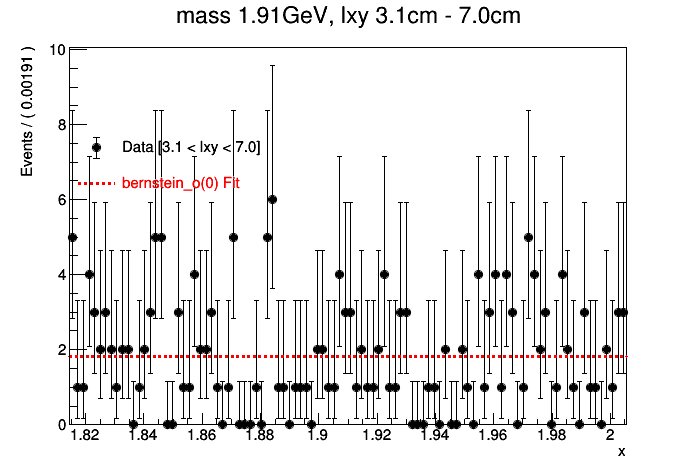 mass 1.91GeV, lxy 3.1cm - 7.0cm
Events / ( 0.00191 )
10
8
6
4
2
0
Data [3.1 < lxy < 7.0]
bernstein_o(0) Fit
1.82 1.84 1.86 1.88 1.9 1.92 1.94 1.96 1.98 2
x